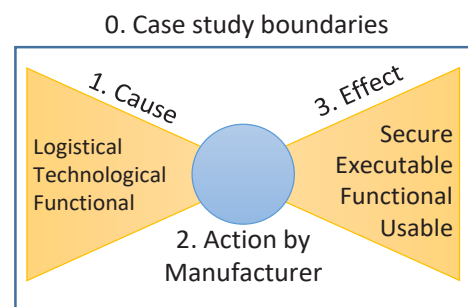 0. Case study boundaries
1. Cause
Logistical
Technological
Functional
2. Action by
Manufacturer
3. Effect
Secure
Executable
Functional
Usable